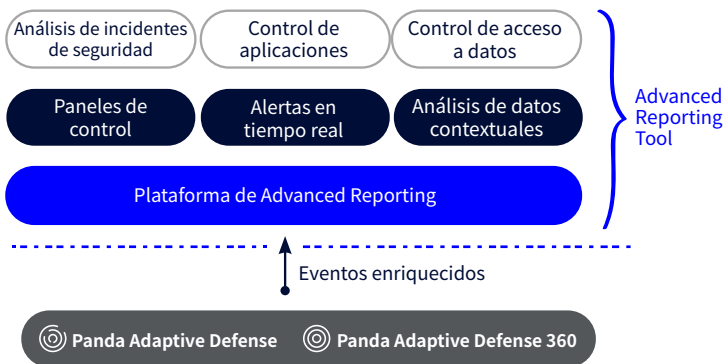 Análisis de incidentes
de seguridad
Control de
aplicaciones
Control de acceso
a datos
Paneles de
control
Alertas en
tiempo real
Análisis de datos
contextuales
Advanced
Reporting
Tool
Plataforma de Advanced Reporting
Eventos enriquecidos
Panda Adaptive Defense
Panda Adaptive Defense 360